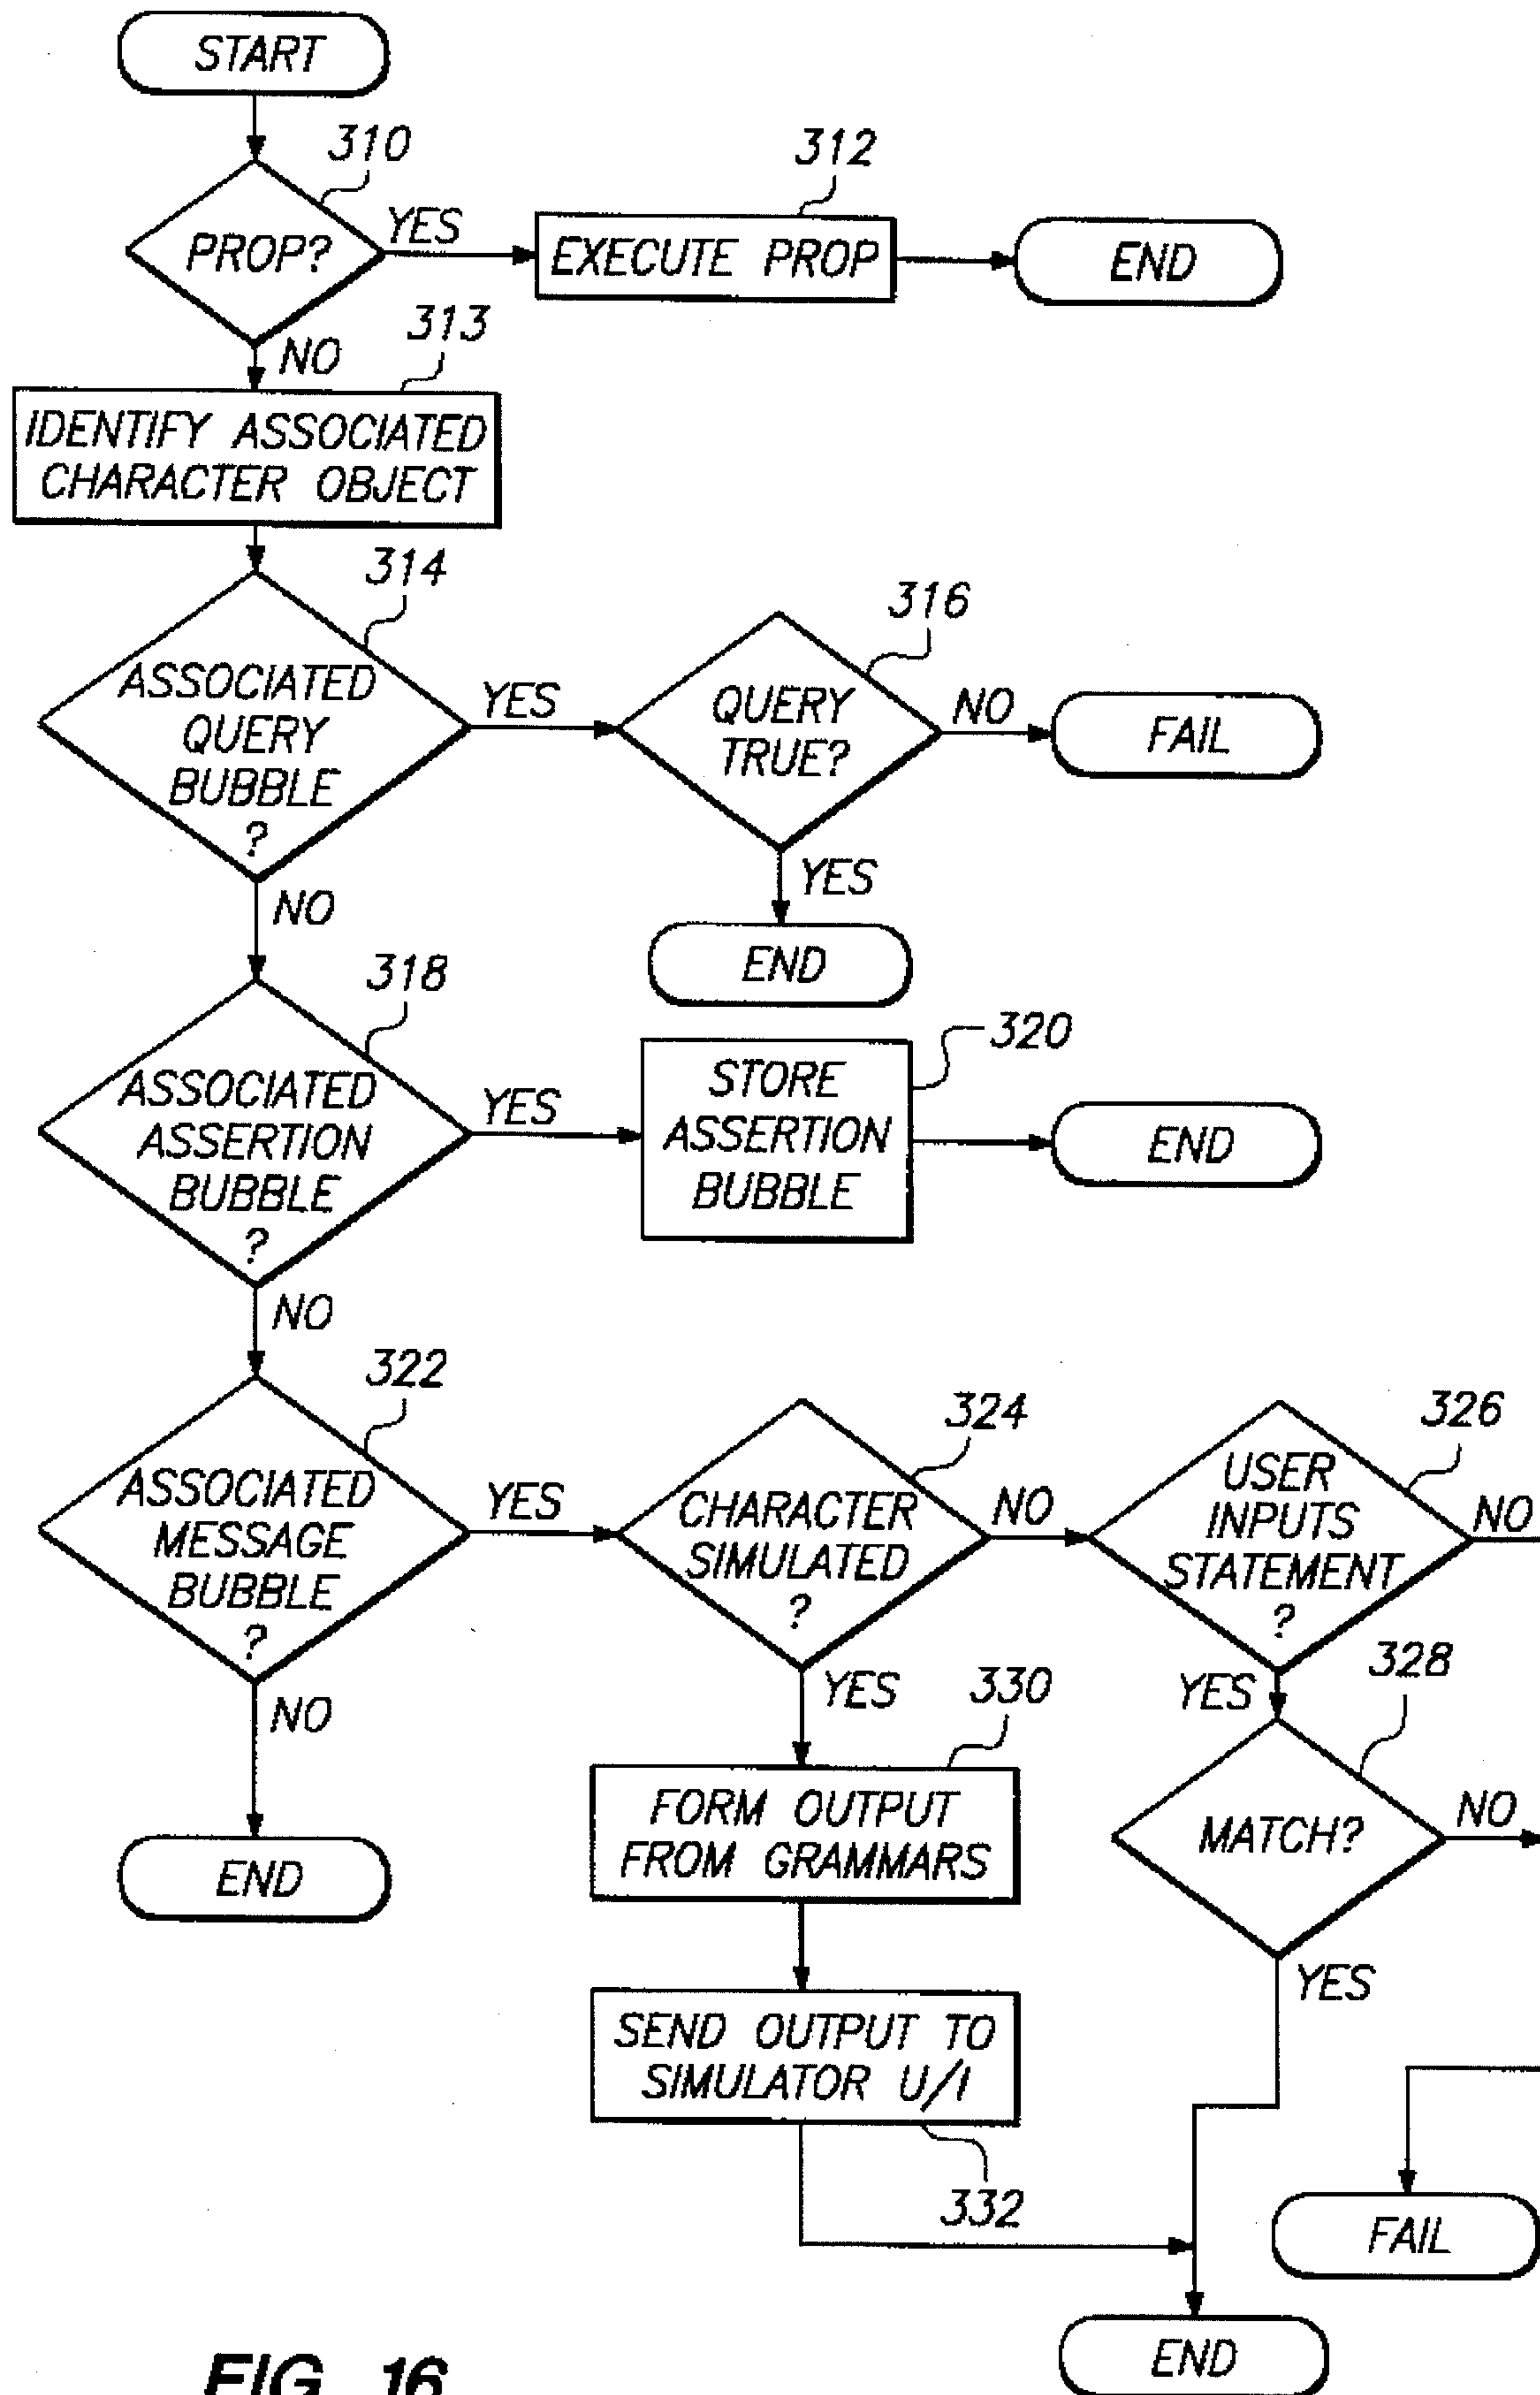 START
310
PROP?
YES
312
EXECUTE PROP
END
NO
313
IDENTIFY ASSOCIATED
CHARACTER OBJECT
314
ASSOCIATED
QUERY
BUBBLE
?
YES
316
QUERY
TRUE?
NO
FAIL
YES
END
NO
318
ASSOCIATED
ASSERTION
BUBBLE
?
YES
320
STORE
ASSERTION
BUBBLE
END
NO
322
ASSOCIATED
MESSAGE
BUBBLE
?
YES
324
CHARACTER
SIMULATED
?
NO
326
USER
INPUTS
STATEMENT
?
NO
YES
328
MATCH?
NO
YES
FAIL
YES
330
FORM OUTPUT
FROM GRAMMARS
SEND OUTPUT TO
SIMULATOR U/I
332
END
NO
END
FIG. 16